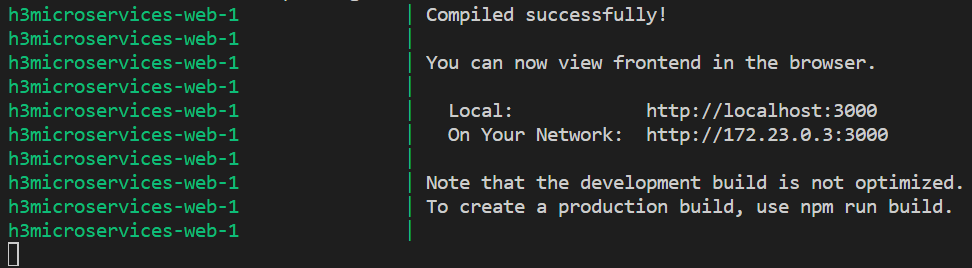 h3microservices-web-1 | Compiled successfully!
h3microservices-web-1 |
h3microservices-web-1 | You can now view frontend in the browser.
h3microservices-web-1 |
h3microservices-web-1 |   Local:            http://localhost:3000
h3microservices-web-1 |   On Your Network:  http://172.23.0.3:3000
h3microservices-web-1 |
h3microservices-web-1 | Note that the development build is not optimized.
h3microservices-web-1 | To create a production build, use npm run build.
h3microservices-web-1 |